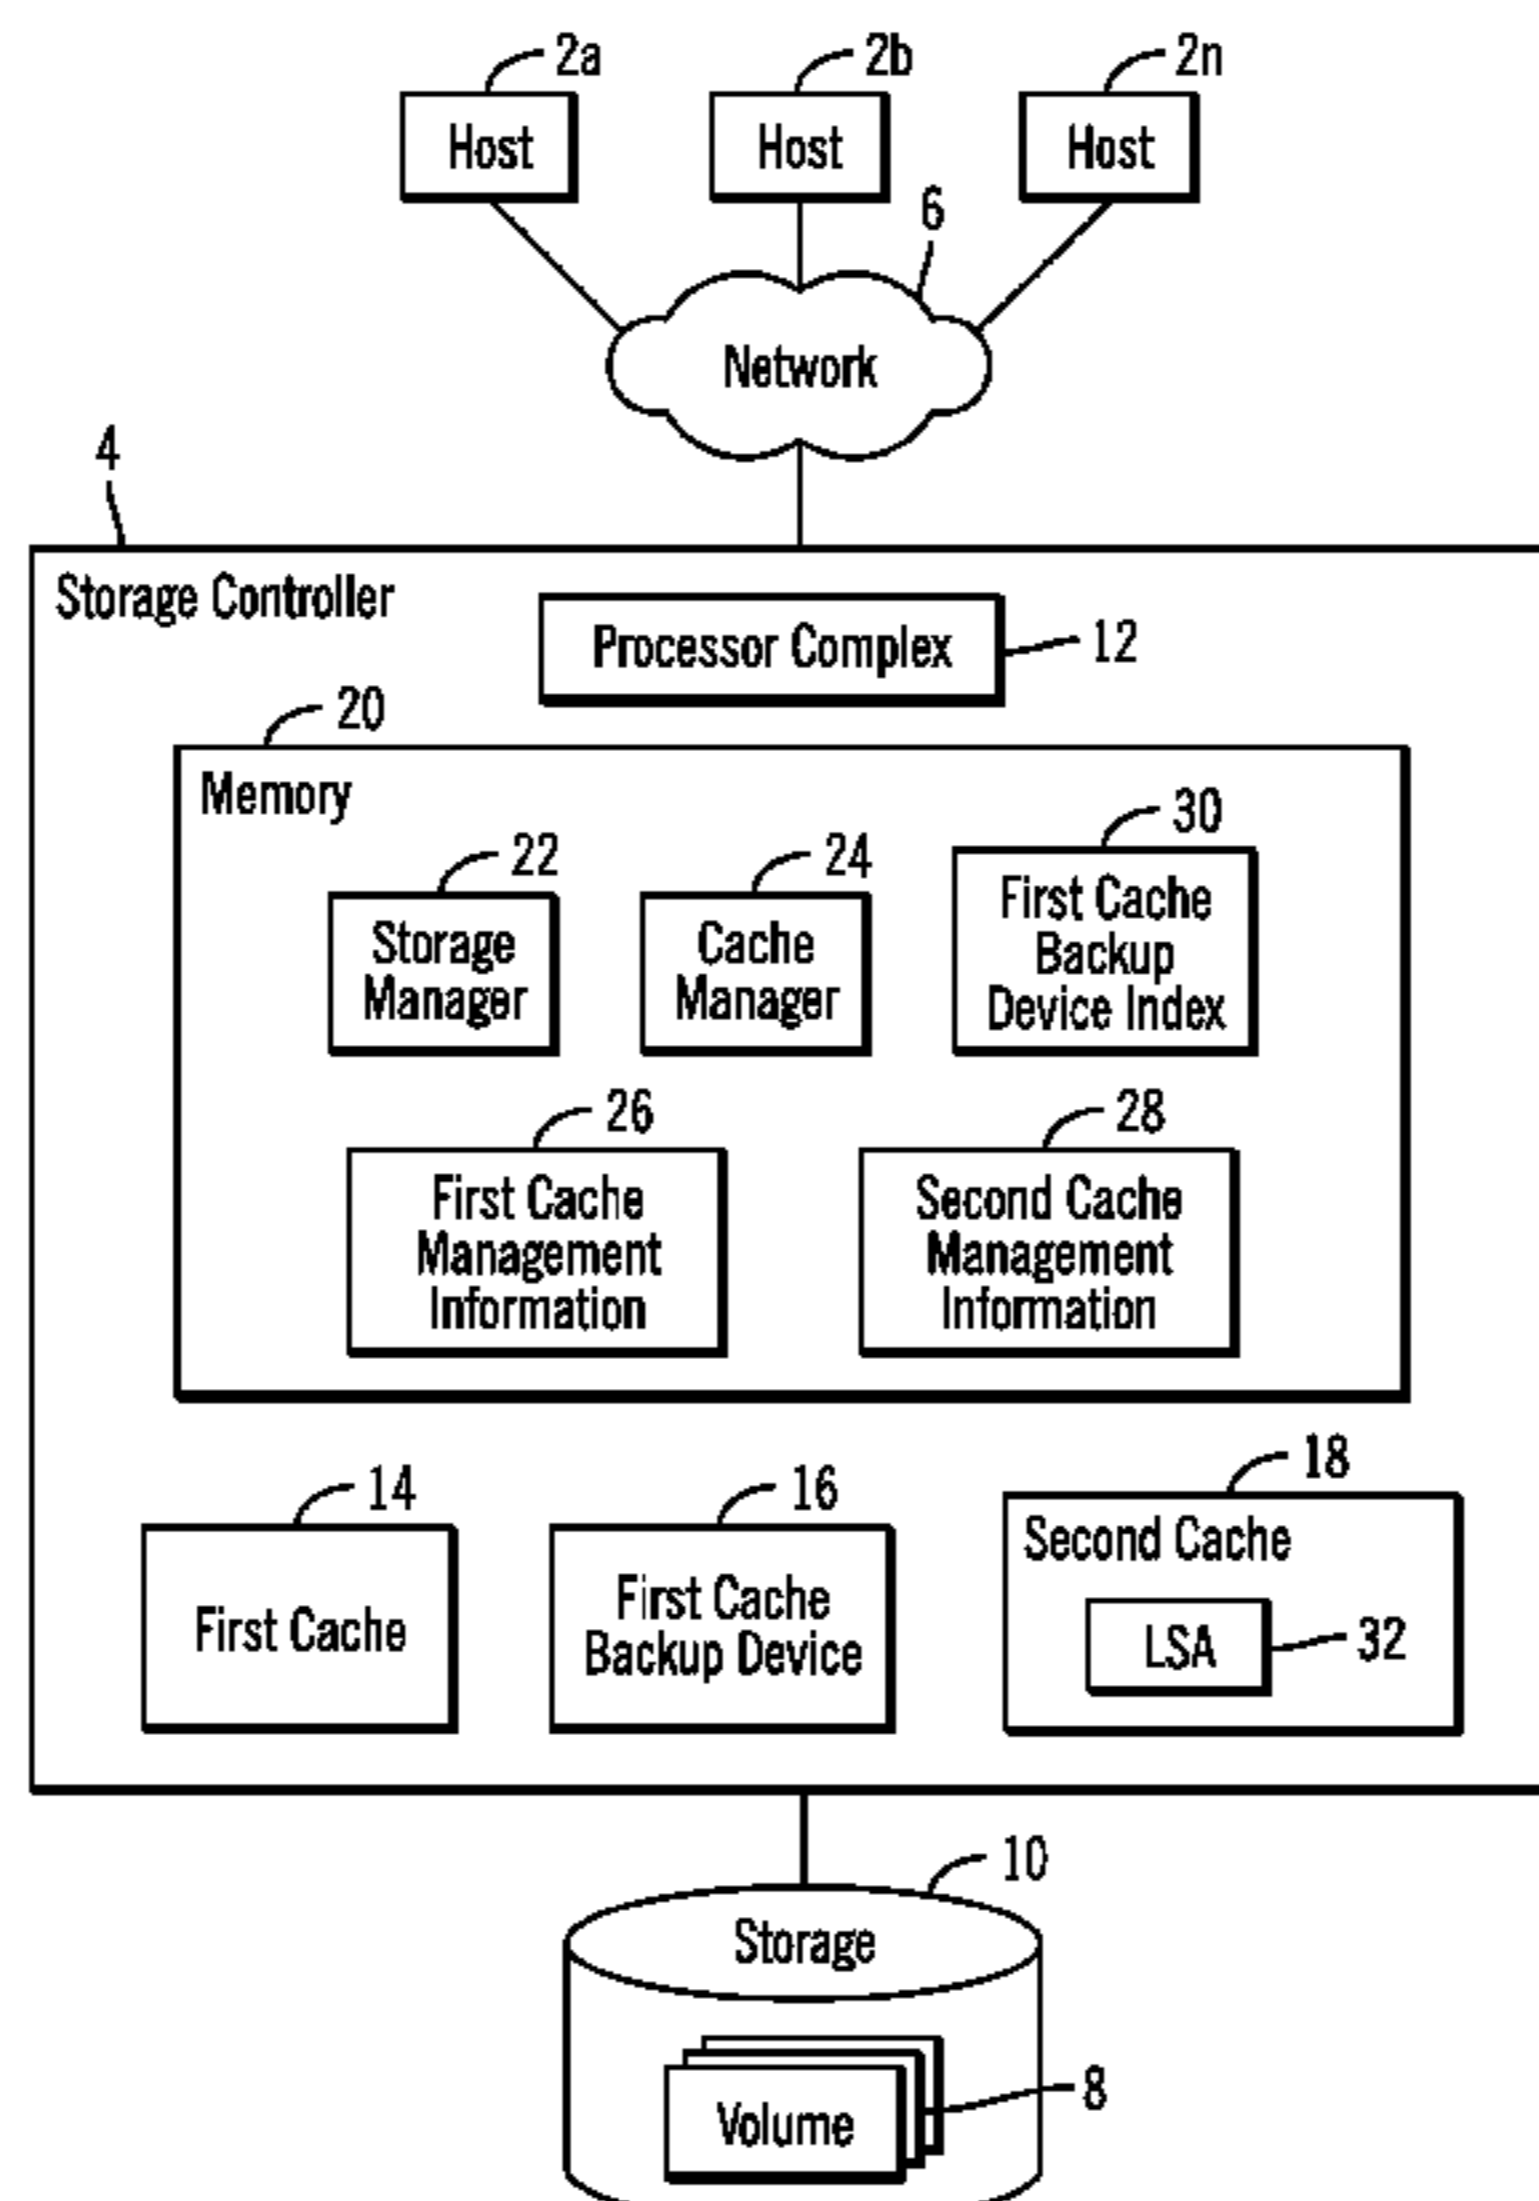 2a
2b
2n
Host
Host
Host
6
Network
4
Storage Controller
Processor Complex
12
20
Memory
22
24
30
Storage
Manager
Cache
Manager
First Cache
Backup
Device Index
26
28
First Cache
Management
Information
Second Cache
Management
Information
14
16
18
First Cache
First Cache
Backup Device
Second Cache
LSA
32
10
Storage
Volume
8